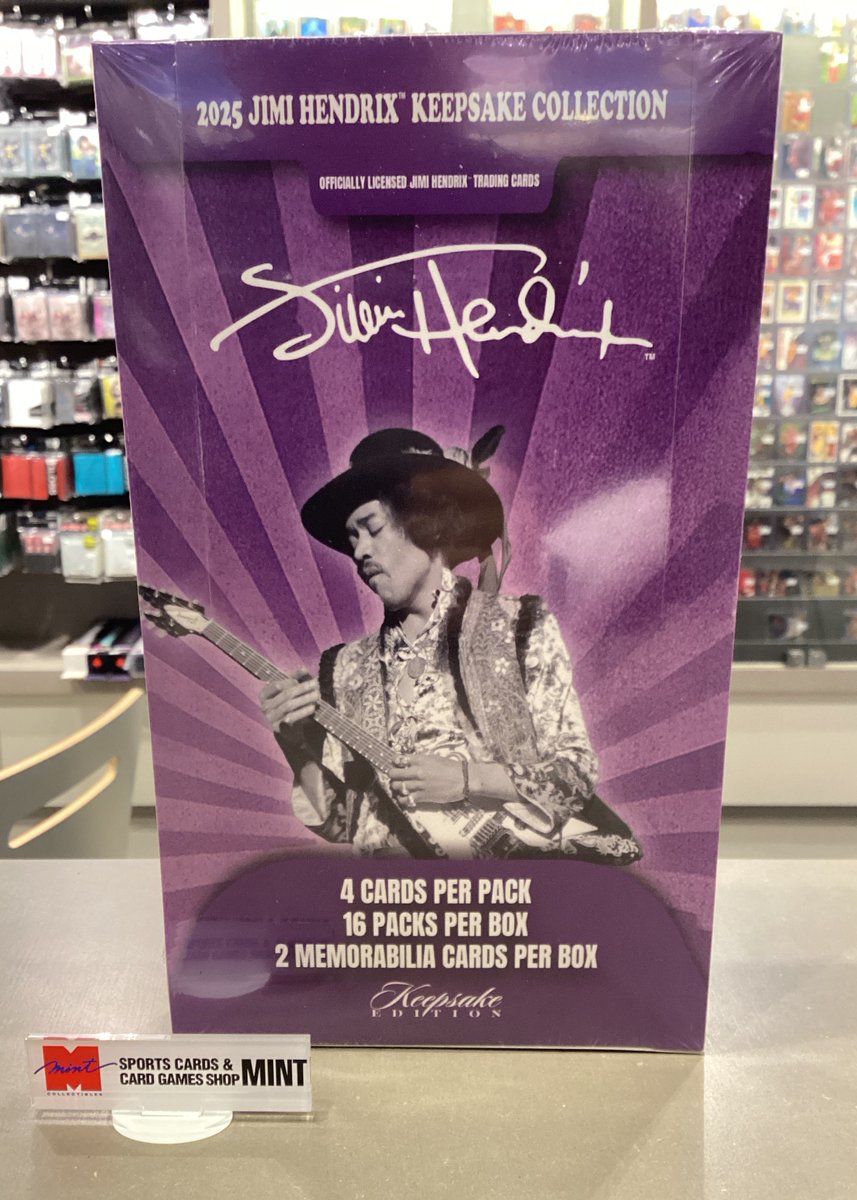 2025 JIMI HENDRIX™ KEEPSAKE COLLECTION
OFFICIALLY LICENSED JIMI HENDRIX™ TRADING CARDS
Jimi Hendrix ™
4 CARDS PER PACK
16 PACKS PER BOX
2 MEMORABILIA CARDS PER BOX
Keepsake
EDITION
mint
COLLECTIBLES
SPORTS CARDS &
CARD GAMES SHOP MINT